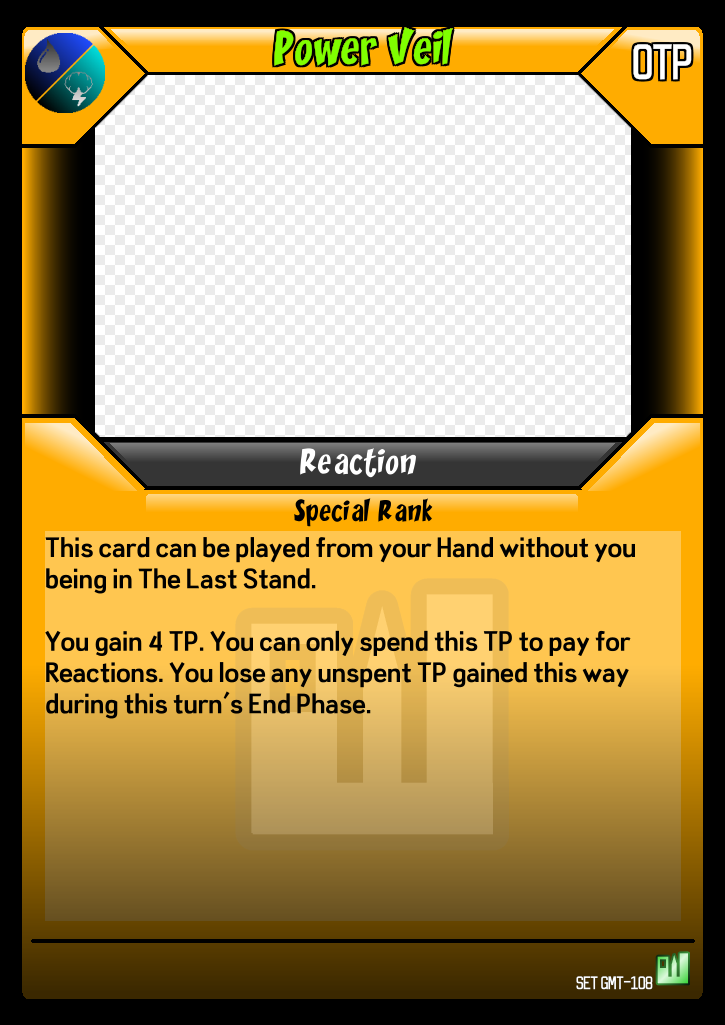 Power Veil
0TP
Reaction
Special Rank
This card can be played from your Hand without you
being in The Last Stand.
You gain 4 TP. You can only spend this TP to pay for
Reactions. You lose any unspent TP gained this way
during this turn's End Phase.
SET GMT-108